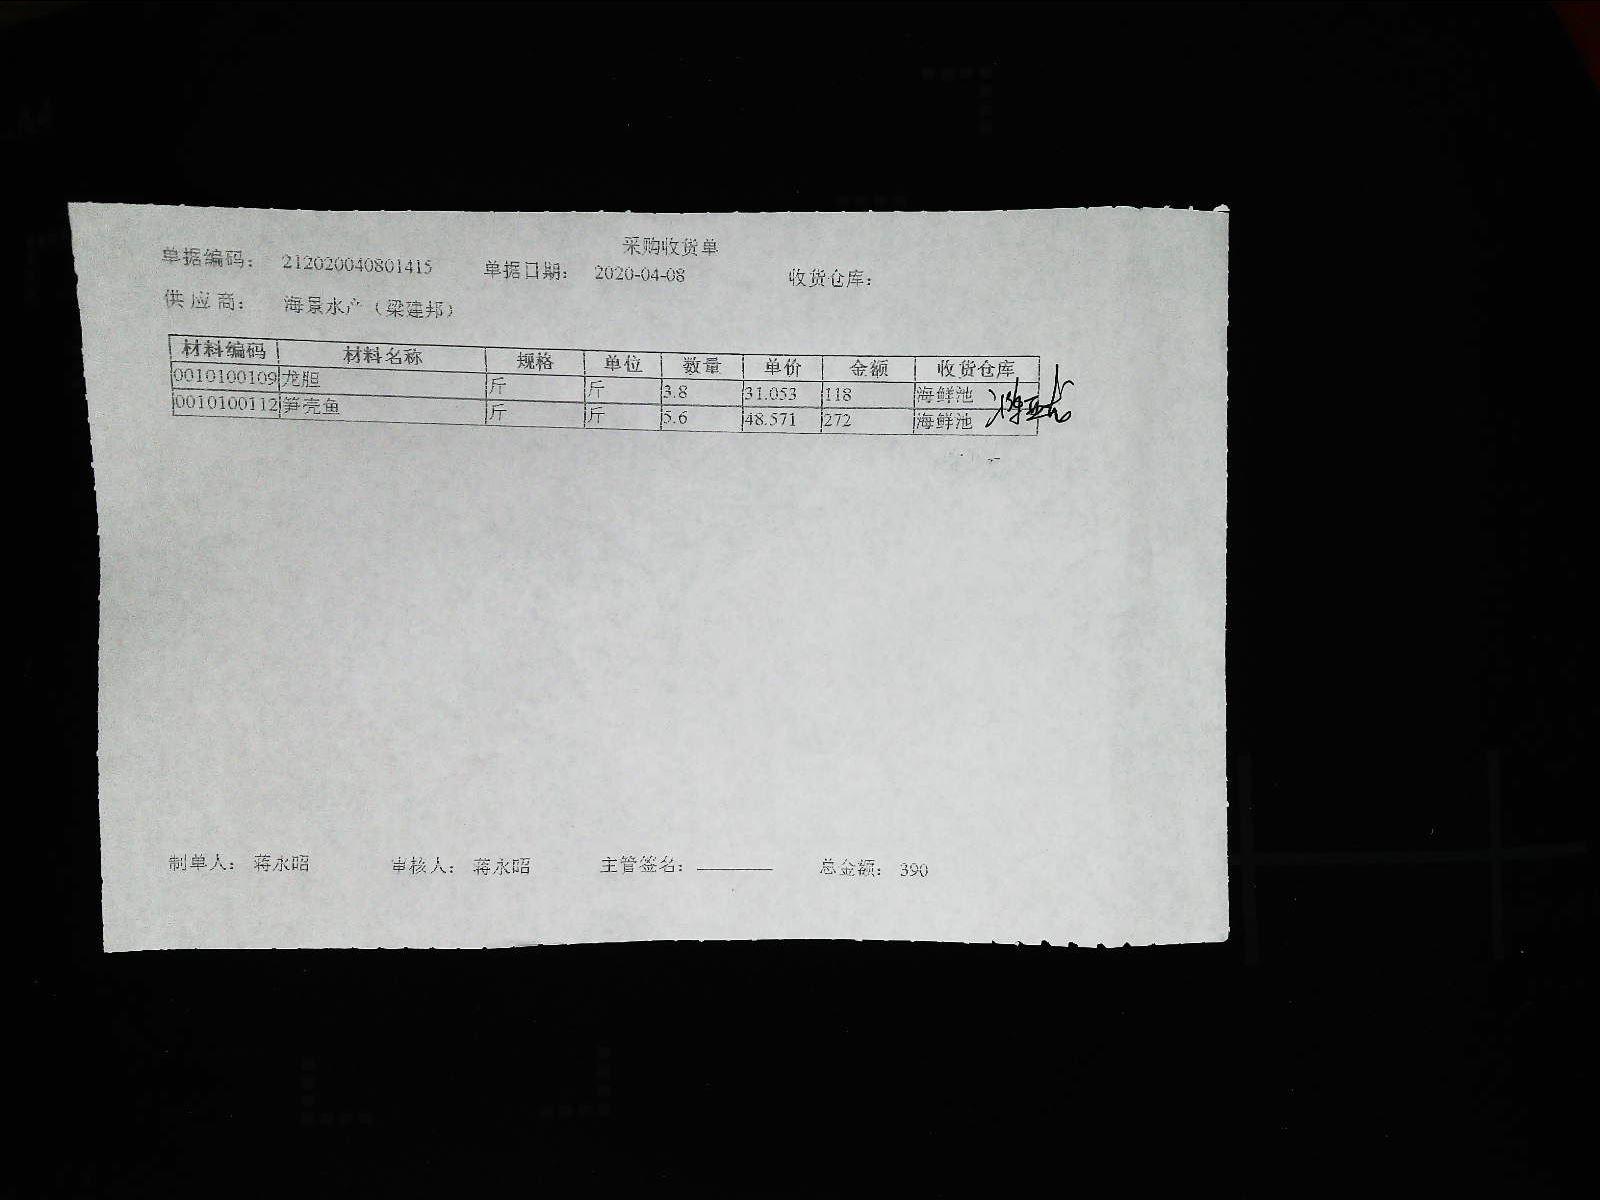 采购收货单
单据编码： 212020040801415 单据日期： 2020-04-08 收货仓库：
供应商： 海景水产（梁建邦）
材料编码 材料名称 规格 单位 数量 单价 金额 收货仓库
0010100109 龙胆 斤 斤 3.8 31.053 118 海鲜池
0010100112 笋壳鱼 斤 斤 5.6 48.571 272 海鲜池
制单人： 蒋永昭 审核人： 蒋永昭 主管签名： 总金额： 390